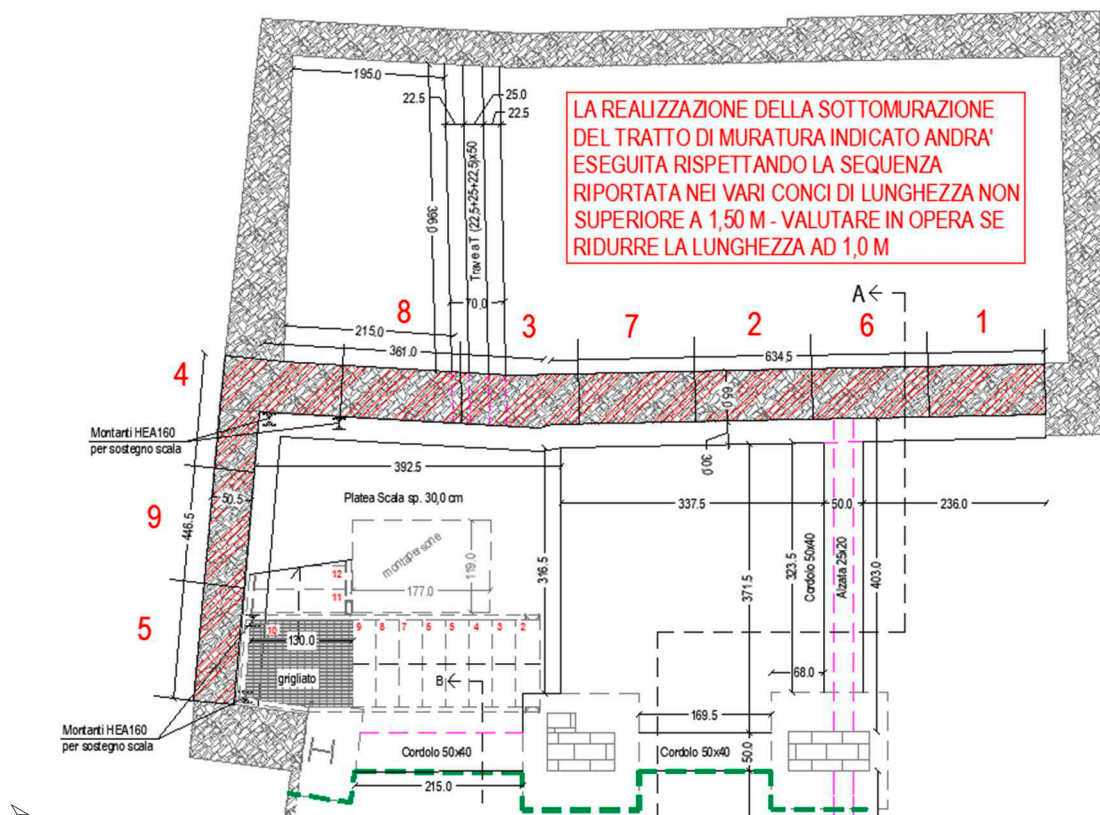 195.0
22.5
25.0
22.5
LA REALIZZAZIONE DELLA SOTTOMURAZIONE
DEL TRATTO DI MURATURA INDICATO ANDRA'
ESEGUITA RISPETTANDO LA SEQUENZA
RIPORTATA NEI VARI CONCI DI LUNGHEZZA NON
SUPERIORE A 1,50 M - VALUTARE IN OPERA SE
RIDURRE LA LUNGHEZZA AD 1,0 M
396.0
Trave a T (22,5+25+22,5)x50
70.0
A
8
3
7
2
6
1
215.0
361.0
634.5
4
66.5
Montanti HEA160
per sostegno scala
30.0
392.5
50.5
Platea Scala sp. 30,0 cm
337.5
50.0
236.0
9
446.5
montapersone
119.0
177.0
316.5
371.5
323.5
Cordolo 50x40
Alzata 25x20
403.0
12
11
5
10
9
8
7
6
5
4
3
2
130.0
grigliato
B
68.0
169.5
Montanti HEA160
per sostegno scala
Cordolo 50x40
Cordolo 50x40
50.0
215.0